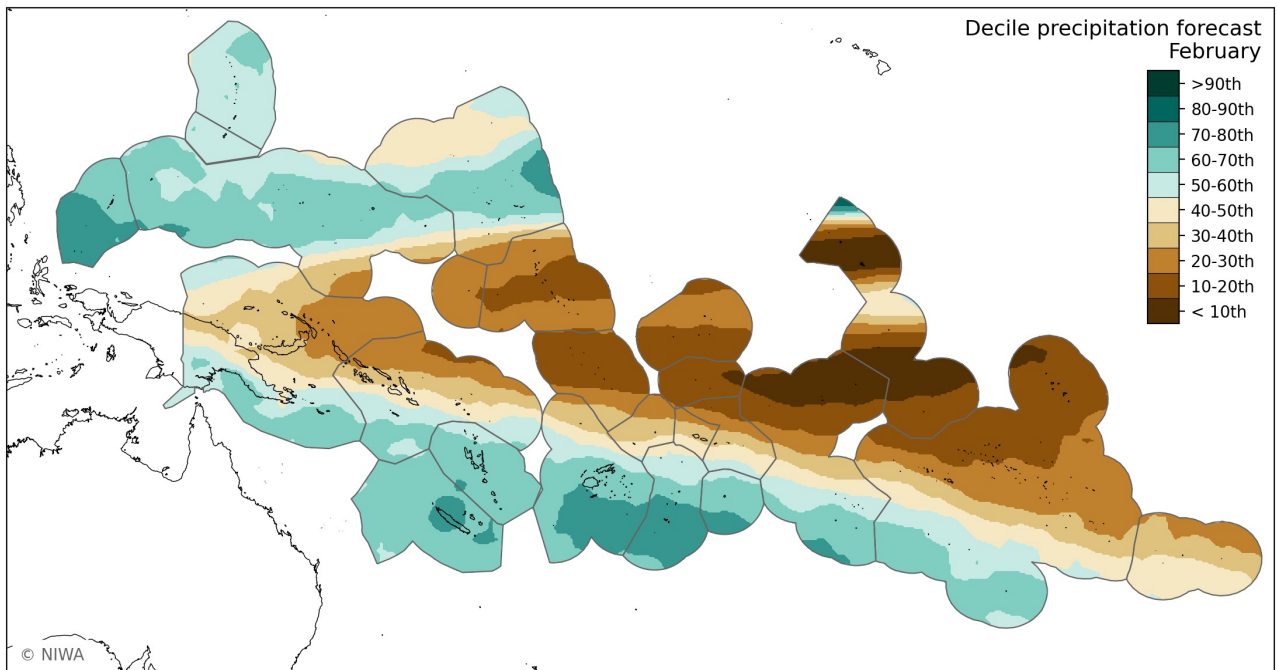 Decile precipitation forecast
February
>90th
80-90th
70-80th
60-70th
50-60th
40-50th
30-40th
20-30th
10-20th
< 10th
© NIWA